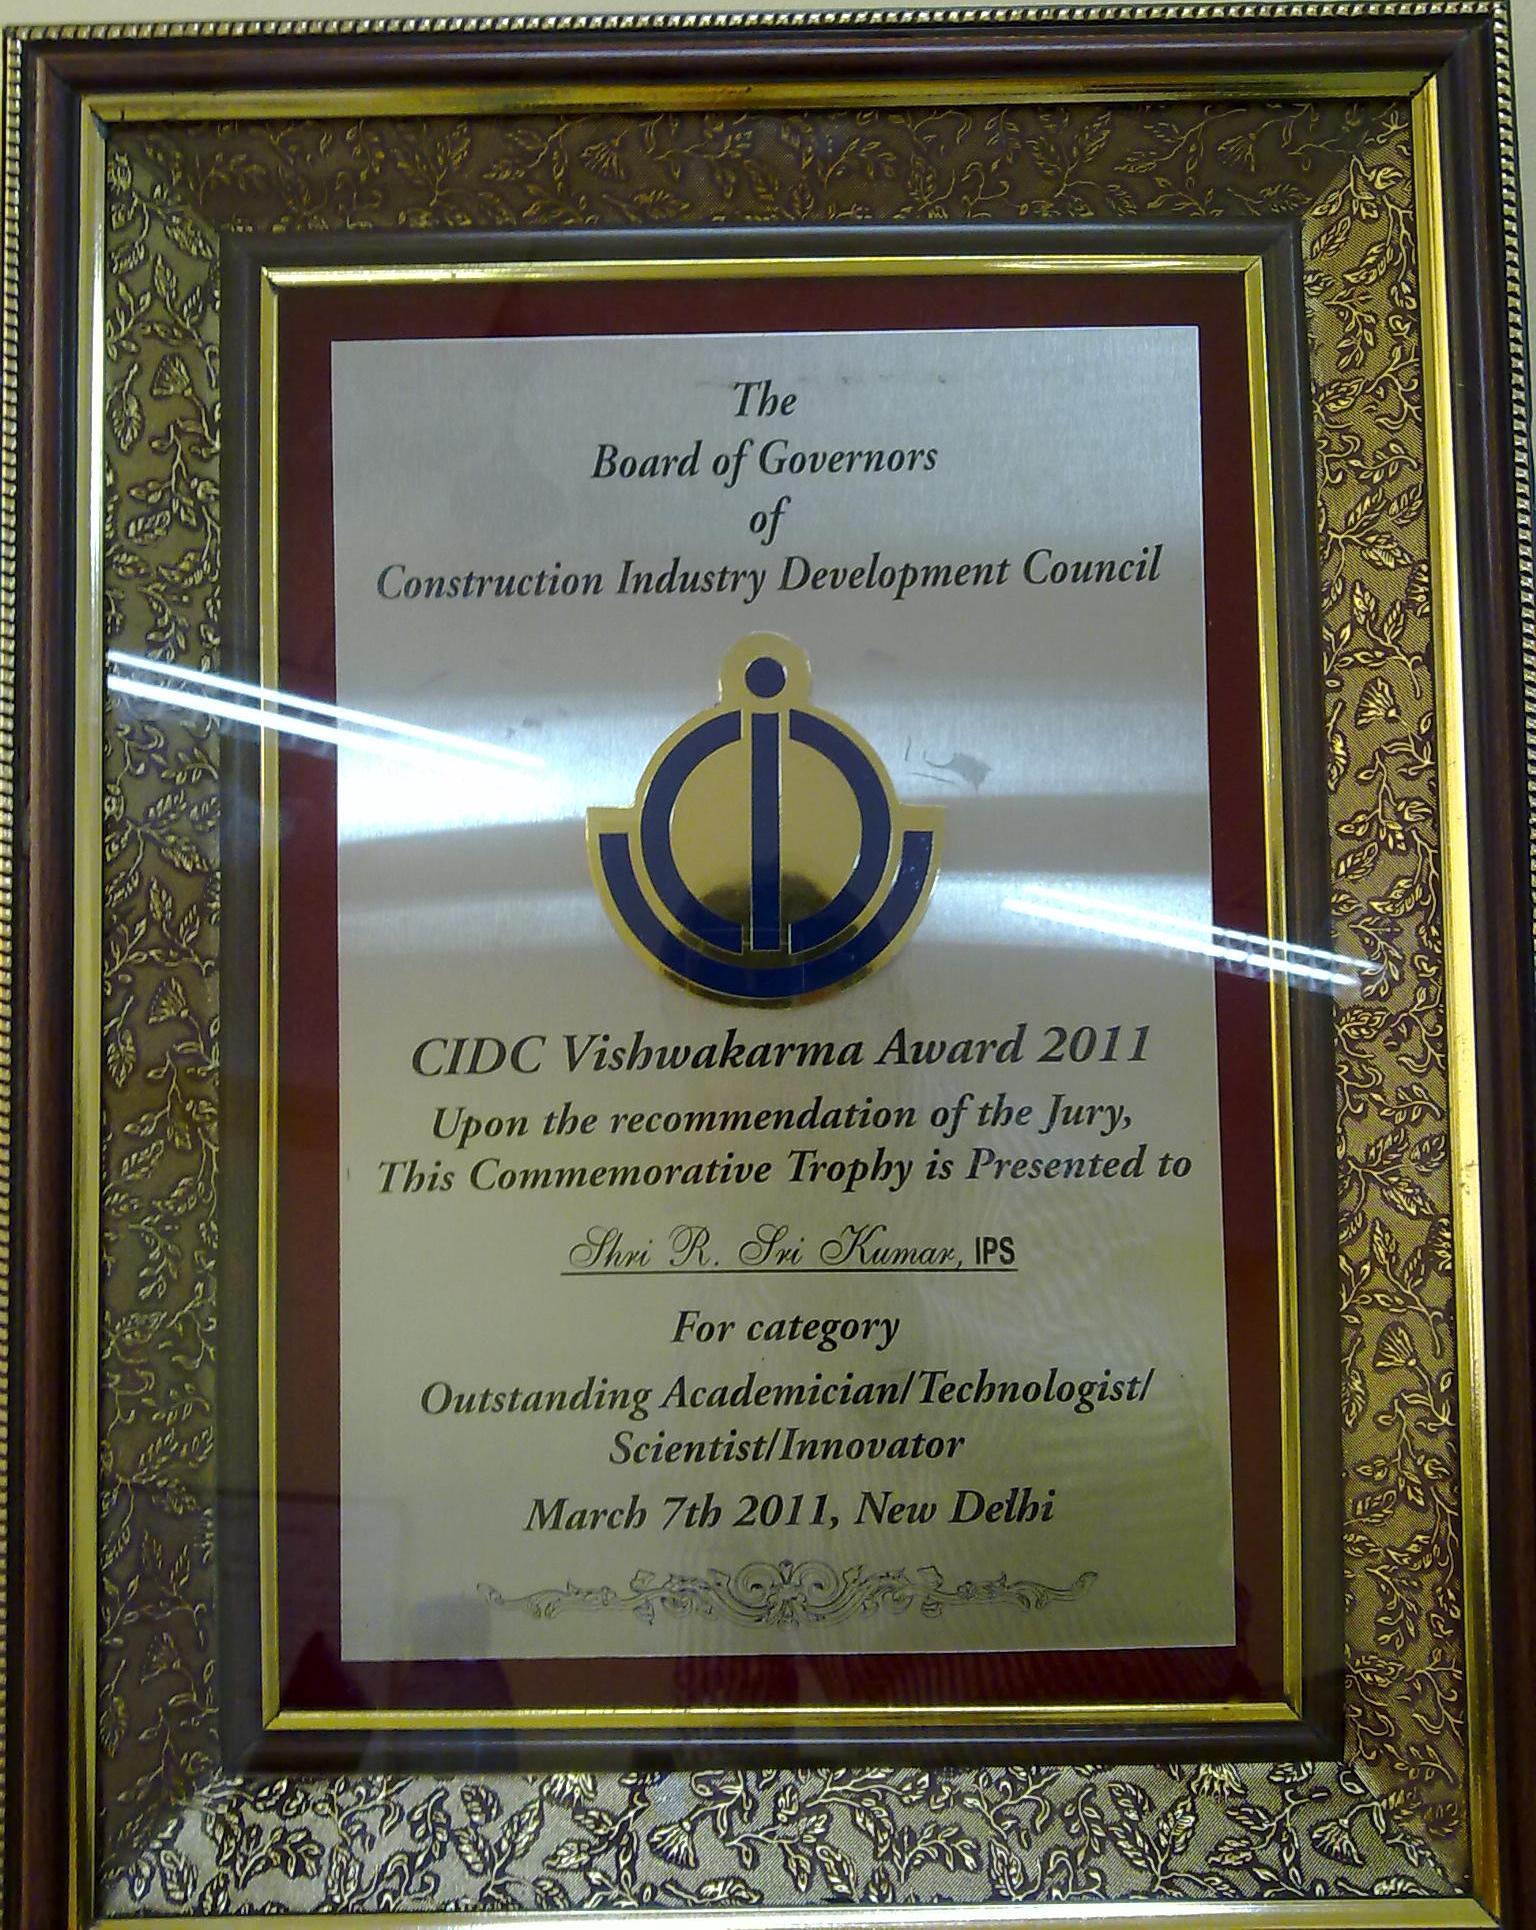 The
Board of Governors
of
Construction Industry Development Council
CIDC Vishwakarma Award 2011
Upon the recommendation of the Jury,
This Commemorative Trophy is Presented to
Shri R. Sri Kumar, IPS
For category
Outstanding Academician/Technologist/
Scientist/Innovator
March 7th 2011, New Delhi